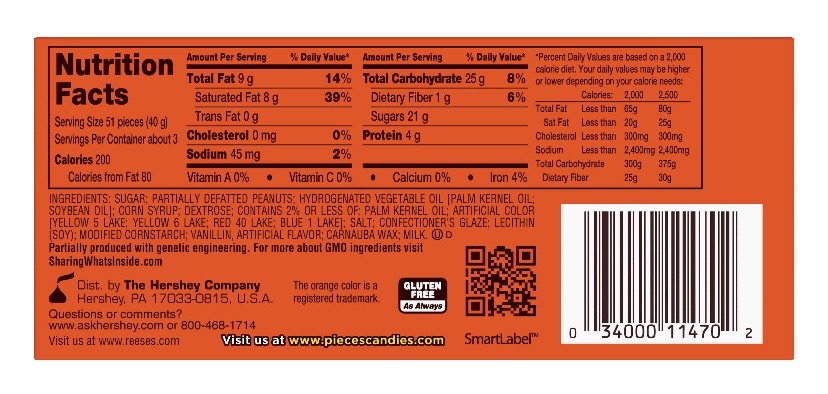 Nutrition
Facts
Serving Size 51 pieces (40 g)
Servings Per Container about 3
Calories 200
Calories from Fat 80
Amount Per Serving % Daily Value*
Total Fat 9 g 14%
Saturated Fat 8 g 39%
Trans Fat 0 g
Cholesterol 0 mg 0%
Sodium 45 mg 2%
Amount Per Serving % Daily Value*
Total Carbohydrate 25 g 8%
Dietary Fiber 1 g 6%
Sugars 21 g
Protein 4 g
Vitamin A 0% • Vitamin C 0% • Calcium 0% • Iron 4%
*Percent Daily Values are based on a 2,000
calorie diet. Your daily values may be higher
or lower depending on your calorie needs:
Calories: 2,000 2,500
Total Fat Less than 65g 80g
Sat Fat Less than 20g 25g
Cholesterol Less than 300mg 300mg
Sodium Less than 2,400mg 2,400mg
Total Carbohydrate 300g 375g
Dietary Fiber 25g 30g
INGREDIENTS: SUGAR; PARTIALLY DEFATTED PEANUTS; HYDROGENATED VEGETABLE OIL [PALM KERNEL OIL;
SOYBEAN OIL]; CORN SYRUP; DEXTROSE; CONTAINS 2% OR LESS OF: PALM KERNEL OIL; ARTIFICIAL COLOR
[YELLOW 5 LAKE; YELLOW 6 LAKE; RED 40 LAKE; BLUE 1 LAKE]; SALT; CONFECTIONER'S GLAZE; LECITHIN
(SOY); MODIFIED CORNSTARCH; VANILLIN, ARTIFICIAL FLAVOR; CARNAUBA WAX; MILK. Ⓤ D
Partially produced with genetic engineering. For more about GMO ingredients visit
SharingWhatsInside.com
Dist. by The Hershey Company
Hershey, PA 17033-0815, U.S.A.
The orange color is a
registered trademark.
GLUTEN
FREE
As Always
Questions or comments?
www.askhershey.com or 800-468-1714
Visit us at www.reeses.com
Visit us at www.piecescandies.com
SmartLabel™
0 34000 11470 2